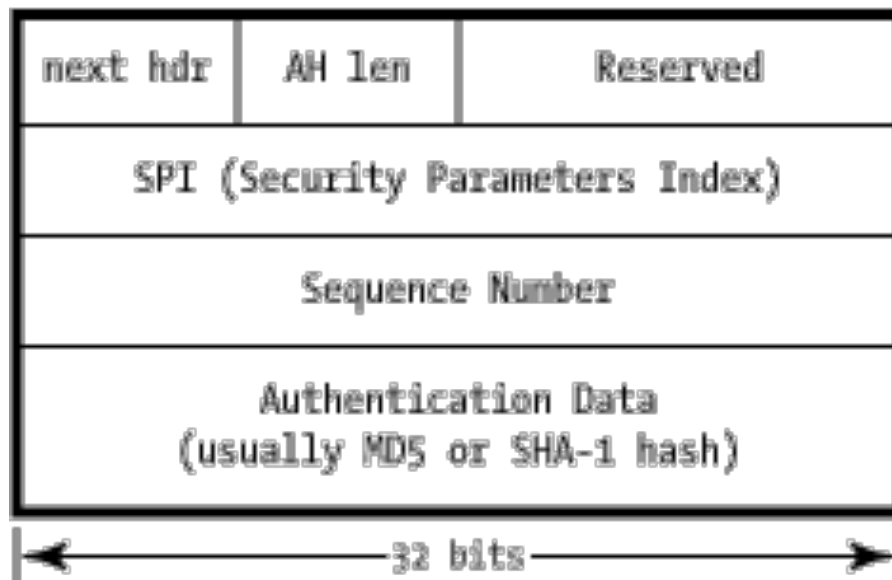 next hdr AH len Reserved
SPI (Security Parameters Index)
Sequence Number
Authentication Data
(usually MD5 or SHA-1 hash)
32 bits